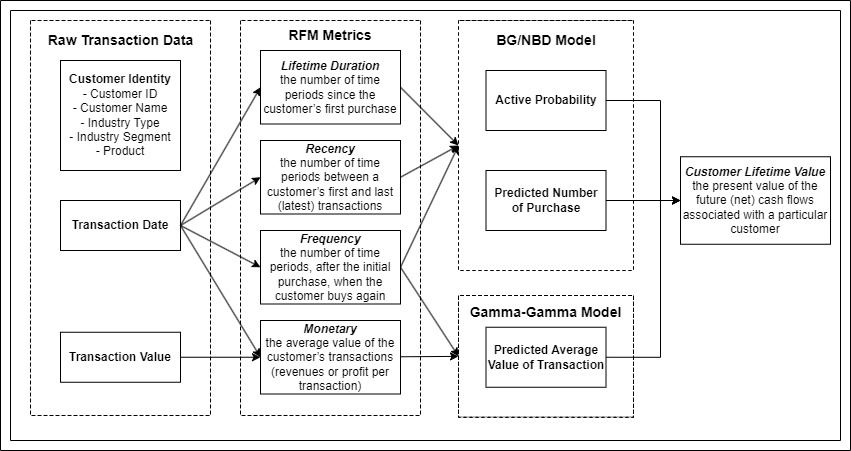 Raw Transaction Data
Customer Identity
- Customer ID
- Customer Name
- Industry Type
- Industry Segment
- Product
Transaction Date
Transaction Value
RFM Metrics
Lifetime Duration
the number of time
periods since the
customer's first purchase
Recency
the number of time
periods between a
customer's first and last
(latest) transactions
Frequency
the number of time
periods, after the initial
purchase, when the
customer buys again
Monetary
the average value of the
customer's transactions
(revenues or profit per
transaction)
BG/NBD Model
Active Probability
Predicted Number
of Purchase
Gamma-Gamma Model
Predicted Average
Value of Transaction
Customer Lifetime Value
the present value of the
future (net) cash flows
associated with a particular
customer